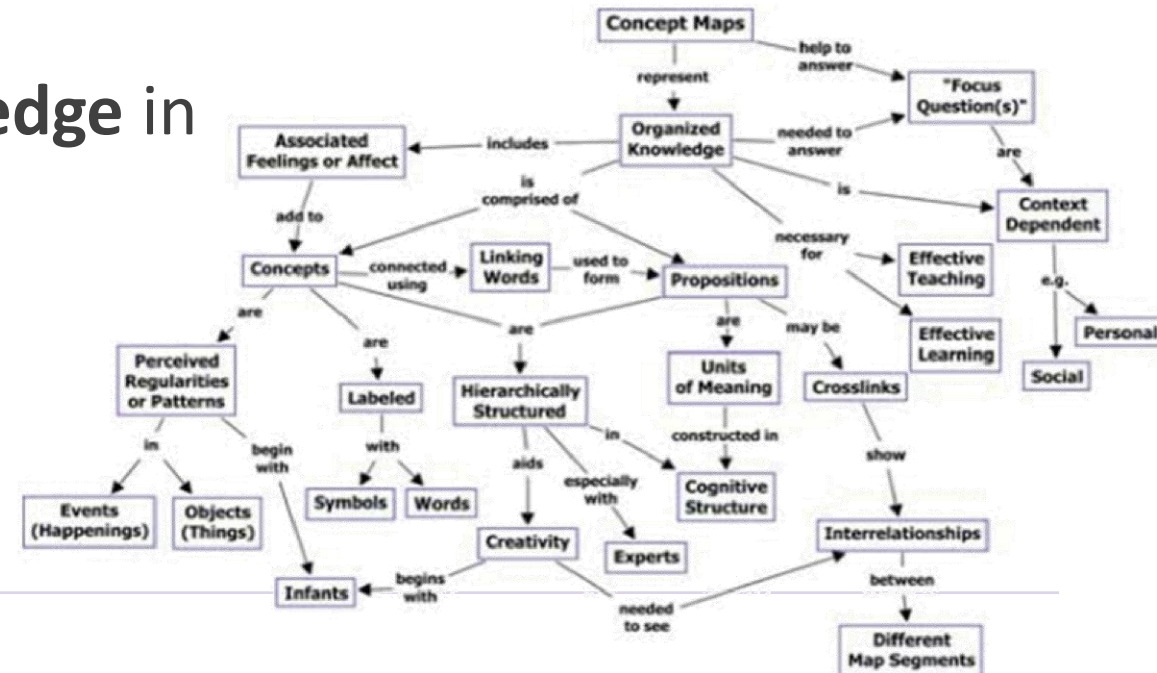 edge in
Concept Maps
help to
answer
represent
"Focus
Question(s)"
Organized
Knowledge
needed to
answer
includes
Associated
Feelings or Affect
are
is
is
comprised of
Context
Dependent
add to
necessary
for
Concepts
connected
using
Linking
Words
used to
form
Propositions
Effective
Teaching
e.g.
are
are
are
are
may be
Effective
Learning
Personal
Perceived
Regularities
or Patterns
Labeled
Hierarchically
Structured
Units
of Meaning
Crosslinks
Social
in
begin
with
with
aids
in
constructed in
show
especially
with
Events
(Happenings)
Objects
(Things)
Symbols
Words
Cognitive
Structure
Creativity
Experts
Interrelationships
Infants
begins
with
needed
to see
between
Different
Map Segments